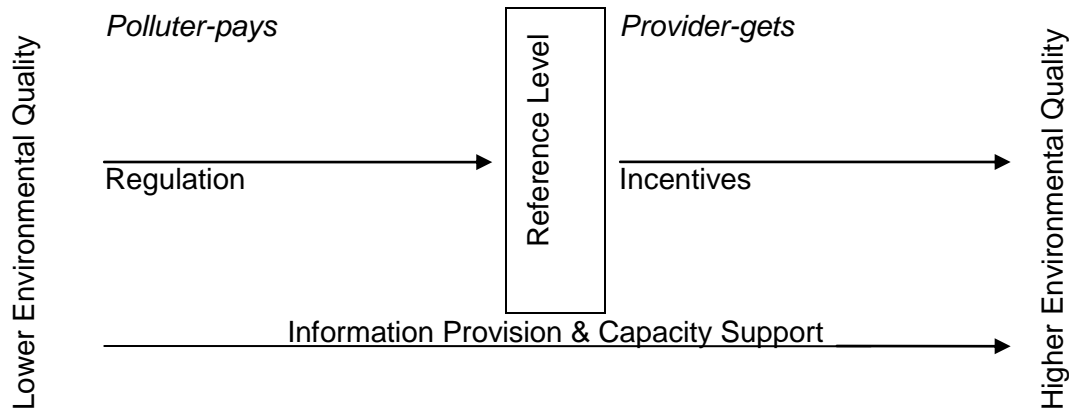 Lower Environmental Quality
Polluter-pays
Regulation
Reference Level
Provider-gets
Incentives
Information Provision & Capacity Support
Higher Environmental Quality